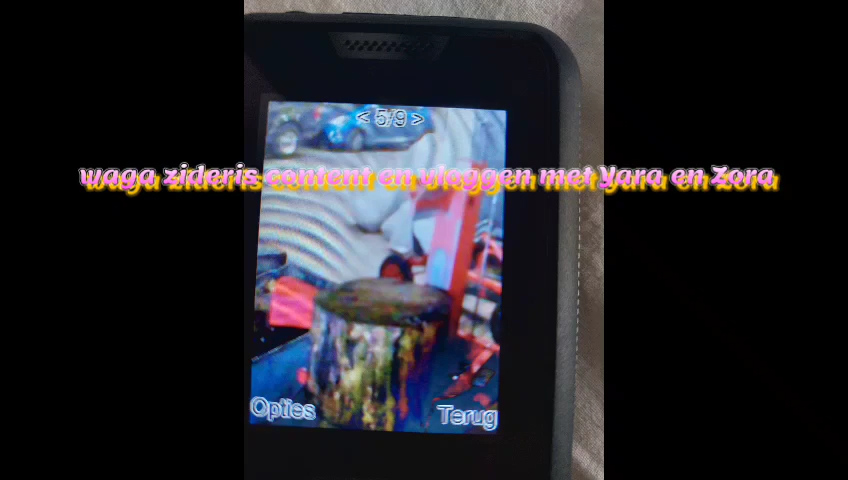 < 5/9 >
waga zideris content en vloggen met Yara en Zora
Opties
Terug